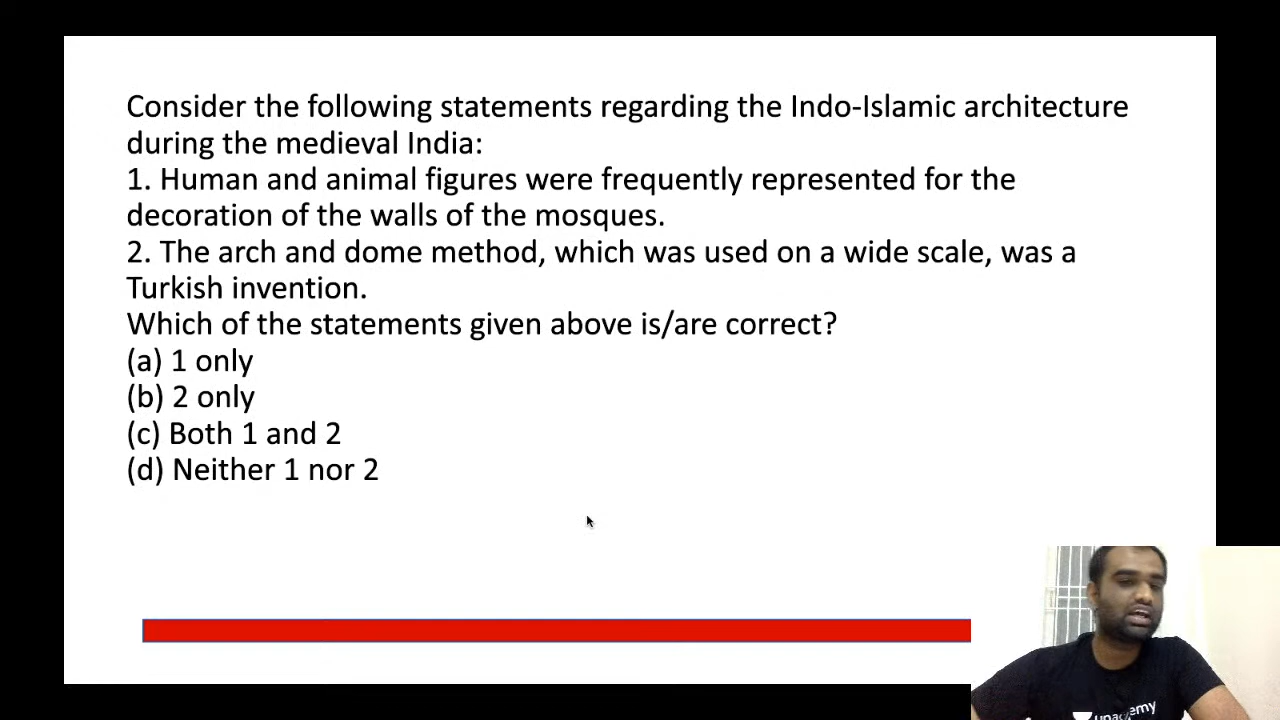 Consider the following statements regarding the Indo-Islamic architecture
during the medieval India:
1. Human and animal figures were frequently represented for the
decoration of the walls of the mosques.
2. The arch and dome method, which was used on a wide scale, was a
Turkish invention.
Which of the statements given above is/are correct?
(a) 1 only
(b) 2 only
(c) Both 1 and 2
(d) Neither 1 nor 2
unacademy